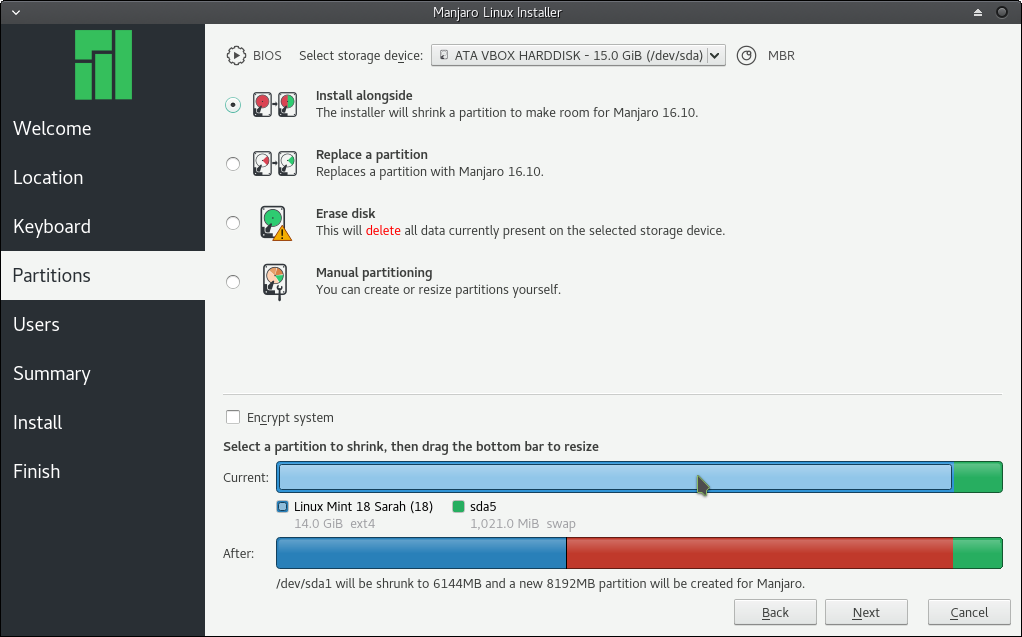 Manjaro Linux Installer
BIOS Select storage device: ATA VBOX HARDDISK - 15.0 GiB (/dev/sda) MBR
Welcome
Location
Keyboard
Partitions
Users
Summary
Install
Finish
Install alongside
The installer will shrink a partition to make room for Manjaro 16.10.
Replace a partition
Replaces a partition with Manjaro 16.10.
Erase disk
This will delete all data currently present on the selected storage device.
Manual partitioning
You can create or resize partitions yourself.
Encrypt system
Select a partition to shrink, then drag the bottom bar to resize
Current:
Linux Mint 18 Sarah (18) sda5
14.0 GiB ext4 1,021.0 MiB swap
After:
/dev/sda1 will be shrunk to 6144MB and a new 8192MB partition will be created for Manjaro.
Back Next Cancel